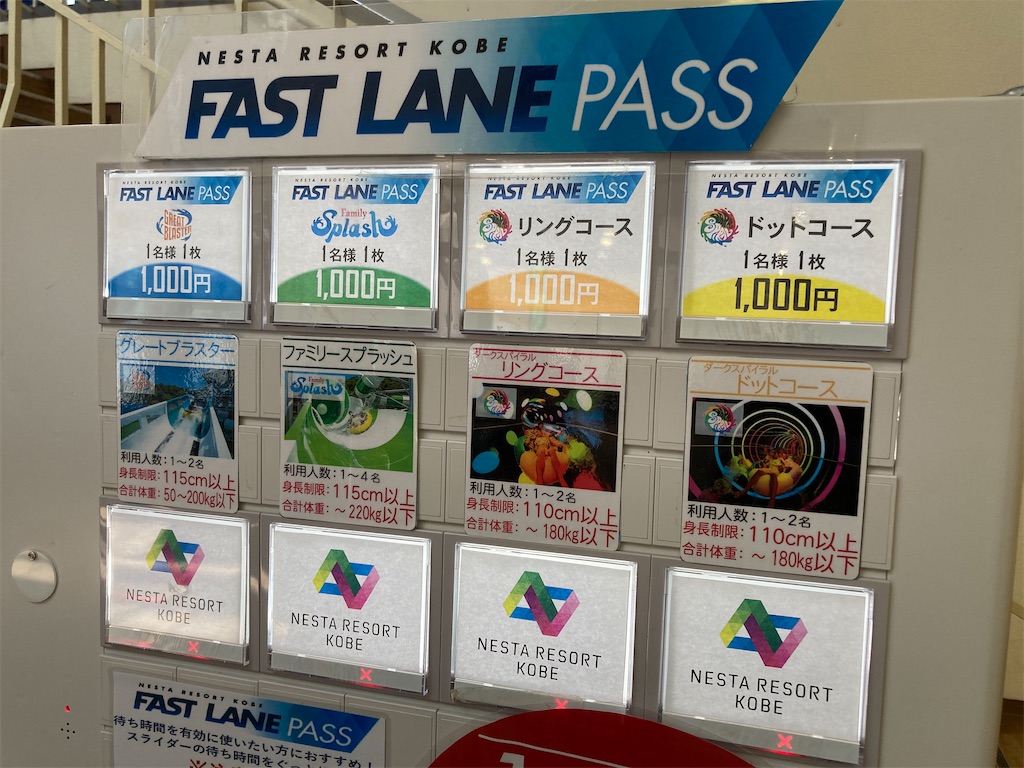 NESTA RESORT KOBE
FAST LANE PASS
NESTA RESORT KOBE
FAST LANE PASS
GREAT BLASTER
1名様 1枚
1,000円
NESTA RESORT KOBE
FAST LANE PASS
Family
Splash
1名様 1枚
1,000円
NESTA RESORT KOBE
FAST LANE PASS
リングコース
1名様 1枚
1,000円
NESTA RESORT KOBE
FAST LANE PASS
ドットコース
1名様 1枚
1,000円
グレートブラスター
利用人数:1~2名
身長制限:115cm以上
合計体重:50~200kg以下
ファミリースプラッシュ
Family
Splash
利用人数:1~4名
身長制限:115cm以上
合計体重:~220kg以下
ダークスパイラル
リングコース
利用人数:1~2名
身長制限:110cm以上
合計体重:~180kg以下
ダークスパイラル
ドットコース
利用人数:1~2名
身長制限:110cm以上
合計体重:~180kg以下
NESTA RESORT
KOBE
NESTA RESORT
KOBE
NESTA RESORT
KOBE
NESTA RESORT
KOBE
NESTA RESORT KOBE
FAST LANE PASS
待ち時間を有効に使いたい方におすすめ!
スライダーの待ち時間をぐっと